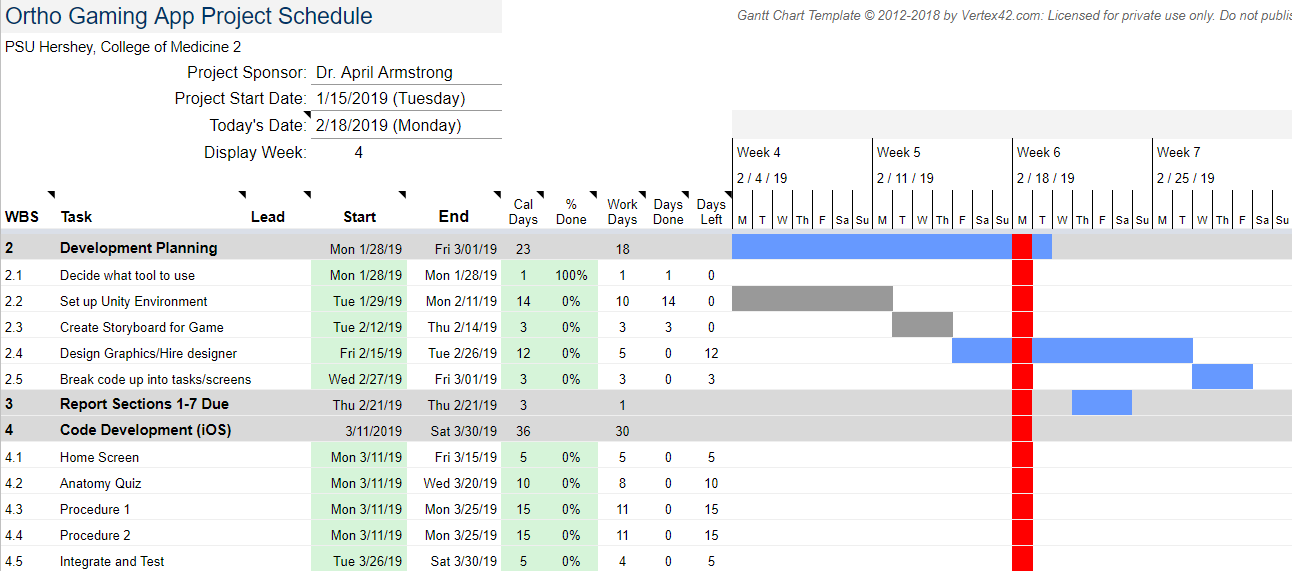 Ortho Gaming App Project Schedule
Gantt Chart Template © 2012-2018 by Vertex42.com: Licensed for private use only. Do not publis
PSU Hershey, College of Medicine 2
Project Sponsor: Dr. April Armstrong
Project Start Date: 1/15/2019 (Tuesday)
Today's Date: 2/18/2019 (Monday)
Display Week: 4
Week 4 Week 5 Week 6 Week 7
2 / 4 / 19 2 / 11 / 19 2 / 18 / 19 2 / 25 / 19
WBS Task Lead Start End Cal Days % Done Work Days Days Done Days Left M T W Th F Sa Su M T W Th F Sa Su M T W Th F Sa Su M T W Th F Sa Su
2 Development Planning Mon 1/28/19 Fri 3/01/19 23 18
2.1 Decide what tool to use Mon 1/28/19 Mon 1/28/19 1 100% 1 1 0
2.2 Set up Unity Environment Tue 1/29/19 Mon 2/11/19 14 0% 10 14 0
2.3 Create Storyboard for Game Tue 2/12/19 Thu 2/14/19 3 0% 3 3 0
2.4 Design Graphics/Hire designer Fri 2/15/19 Tue 2/26/19 12 0% 5 0 12
2.5 Break code up into tasks/screens Wed 2/27/19 Fri 3/01/19 3 0% 3 0 3
3 Report Sections 1-7 Due Thu 2/21/19 Thu 2/21/19 3 1
4 Code Development (iOS) 3/11/2019 Sat 3/30/19 36 30
4.1 Home Screen Mon 3/11/19 Fri 3/15/19 5 0% 5 0 5
4.2 Anatomy Quiz Mon 3/11/19 Wed 3/20/19 10 0% 8 0 10
4.3 Procedure 1 Mon 3/11/19 Mon 3/25/19 15 0% 11 0 15
4.4 Procedure 2 Mon 3/11/19 Mon 3/25/19 15 0% 11 0 15
4.5 Integrate and Test Tue 3/26/19 Sat 3/30/19 5 0% 4 0 5